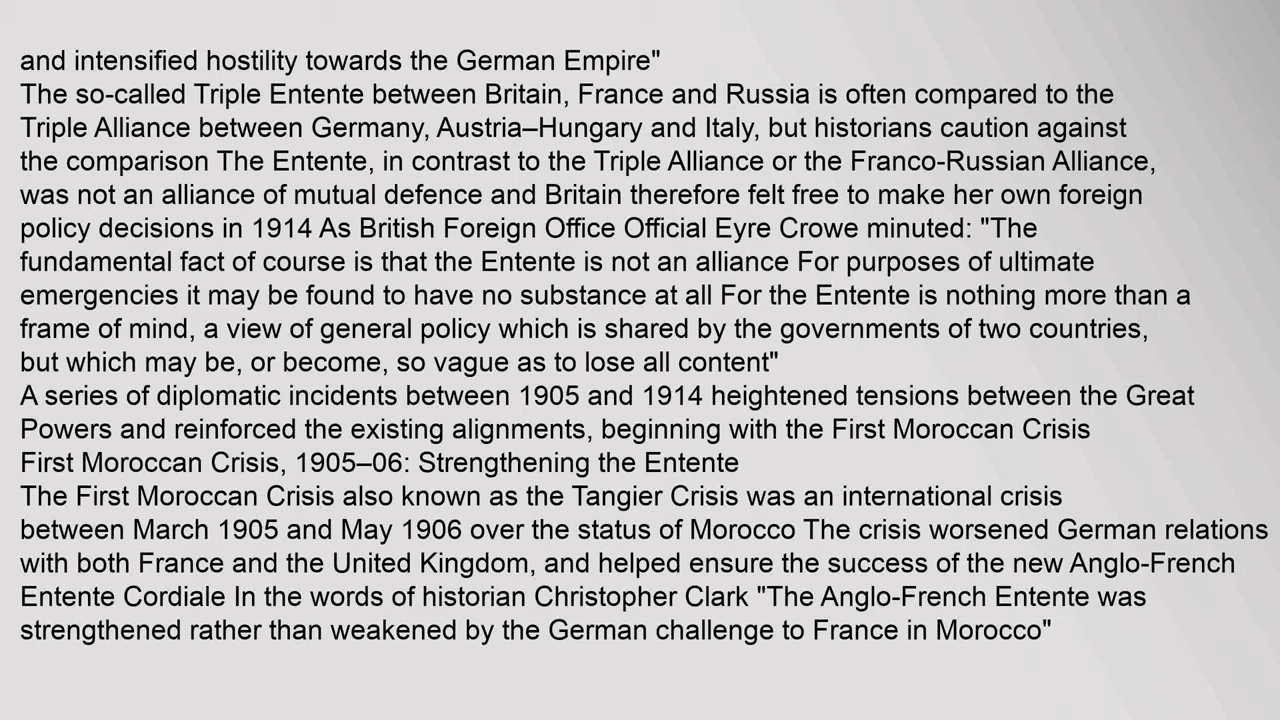 and intensified hostility towards the German Empire"
The so-called Triple Entente between Britain, France and Russia is often compared to the
Triple Alliance between Germany, Austria–Hungary and Italy, but historians caution against
the comparison The Entente, in contrast to the Triple Alliance or the Franco-Russian Alliance,
was not an alliance of mutual defence and Britain therefore felt free to make her own foreign
policy decisions in 1914 As British Foreign Office Official Eyre Crowe minuted: "The
fundamental fact of course is that the Entente is not an alliance For purposes of ultimate
emergencies it may be found to have no substance at all For the Entente is nothing more than a
frame of mind, a view of general policy which is shared by the governments of two countries,
but which may be, or become, so vague as to lose all content"
A series of diplomatic incidents between 1905 and 1914 heightened tensions between the Great
Powers and reinforced the existing alignments, beginning with the First Moroccan Crisis
First Moroccan Crisis, 1905–06: Strengthening the Entente
The First Moroccan Crisis also known as the Tangier Crisis was an international crisis
between March 1905 and May 1906 over the status of Morocco The crisis worsened German relations
with both France and the United Kingdom, and helped ensure the success of the new Anglo-French
Entente Cordiale In the words of historian Christopher Clark "The Anglo-French Entente was
strengthened rather than weakened by the German challenge to France in Morocco"